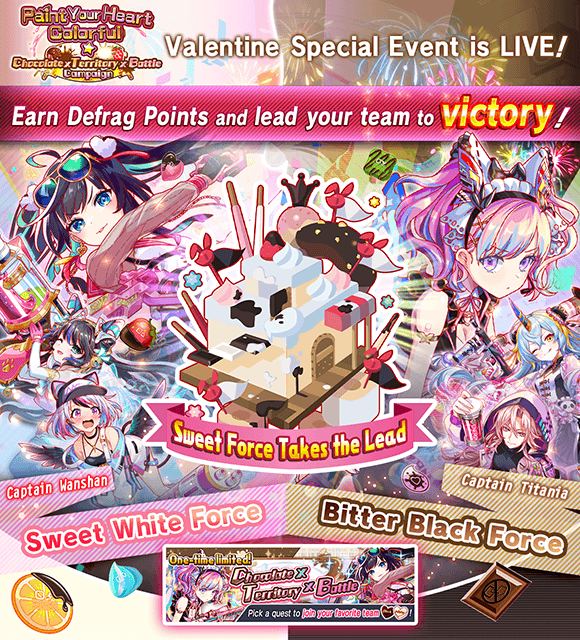 Paint Your Heart
Colorful
Chocolate x Territory x Battle
Campaign
Valentine Special Event is LIVE!
Earn Defrag Points and lead your team to victory!
Sweet Force Takes the Lead
Captain Wanshan
Captain Titania
Sweet White Force
Bitter Black Force
One-time limited!
Chocolate x
Territory x Battle
Pick a quest to join your favorite team!